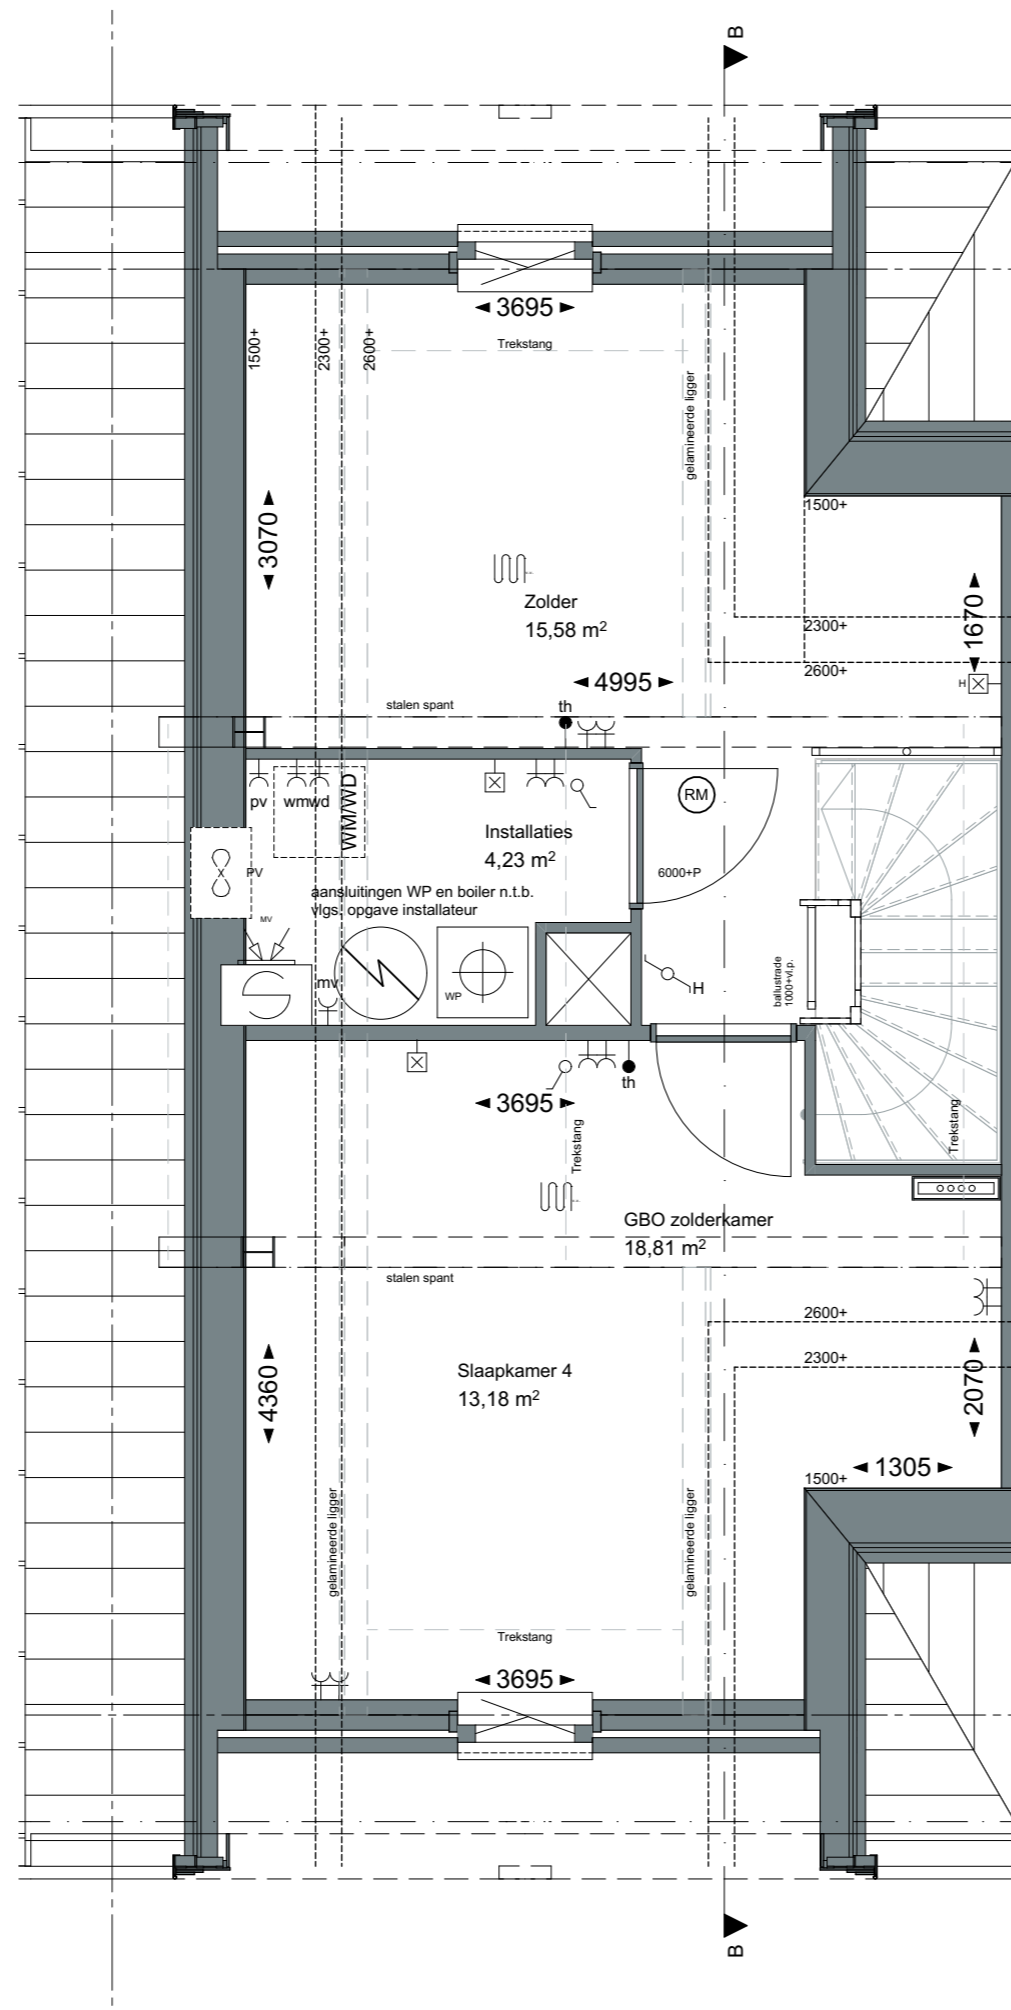 B
3695
Trekstang
1500+
2300+
2600+
gelamineerde ligger
3070
1500+
Zolder
15,58 m²
2300+
1670
2600+
4995
H
stalen spant
th
pv
wmwd
WM/WD
RM
Installaties
4,23 m²
X
PV
6000+P
aansluitingen WP en boiler n.t.b.
vlgs. opgave installateur
MV
mv
WP
H
ballustrade
1000+vl.p.
th
3695
Trekstang
Trekstang
GBO zolderkamer
18,81 m²
stalen spant
2600+
2300+
Slaapkamer 4
13,18 m²
4360
2070
1305
1500+
gelamineerde ligger
gelamineerde ligger
Trekstang
3695
B